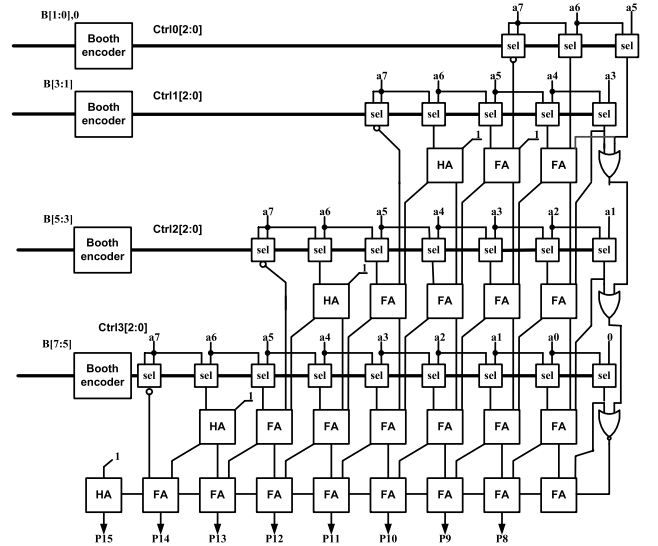 a7 a6 a5
B[1:0],0 Booth encoder Ctrl0[2:0] sel sel sel
a7 a6 a5 a4 a3
B[3:1] Booth encoder Ctrl1[2:0] sel sel sel sel sel
1 1
HA FA FA
a7 a6 a5 a4 a3 a2 a1
B[5:3] Booth encoder Ctrl2[2:0] sel sel sel sel sel sel sel
1
HA FA FA FA FA
Ctrl3[2:0]
a7 a6 a5 a4 a3 a2 a1 a0 0
B[7:5] Booth encoder sel sel sel sel sel sel sel sel sel
1
HA FA FA FA FA FA FA
1
HA FA FA FA FA FA FA FA FA
P15 P14 P13 P12 P11 P10 P9 P8